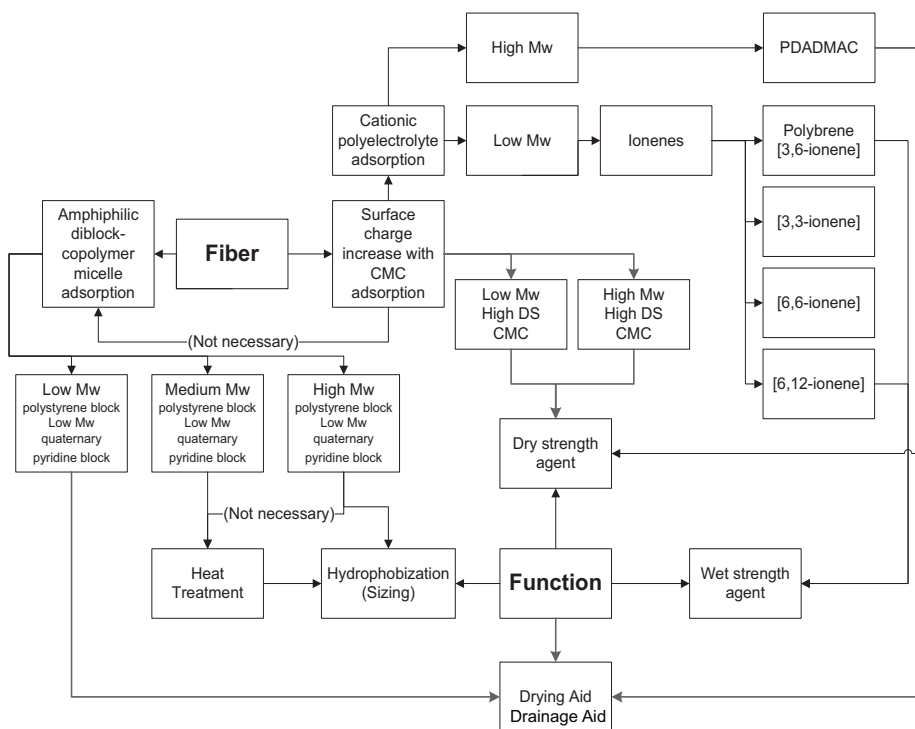 High Mw
PDADMAC
Cationic
polyelectrolyte
adsorption
Low Mw
Ionenes
Polybrene
[3,6-ionene]
Amphiphilic
diblock-
copolymer
micelle
adsorption
Fiber
Surface
charge
increase with
CMC
adsorption
[3,3-ionene]
Low Mw
High DS
CMC
High Mw
High DS
CMC
[6,6-ionene]
(Not necessary)
[6,12-ionene]
Low Mw
polystyrene block
Low Mw
quaternary
pyridine block
Medium Mw
polystyrene block
Low Mw
quaternary
pyridine block
High Mw
polystyrene block
Low Mw
quaternary
pyridine block
Dry strength
agent
(Not necessary)
Heat
Treatment
Hydrophobization
(Sizing)
Function
Wet strength
agent
Drying Aid
Drainage Aid